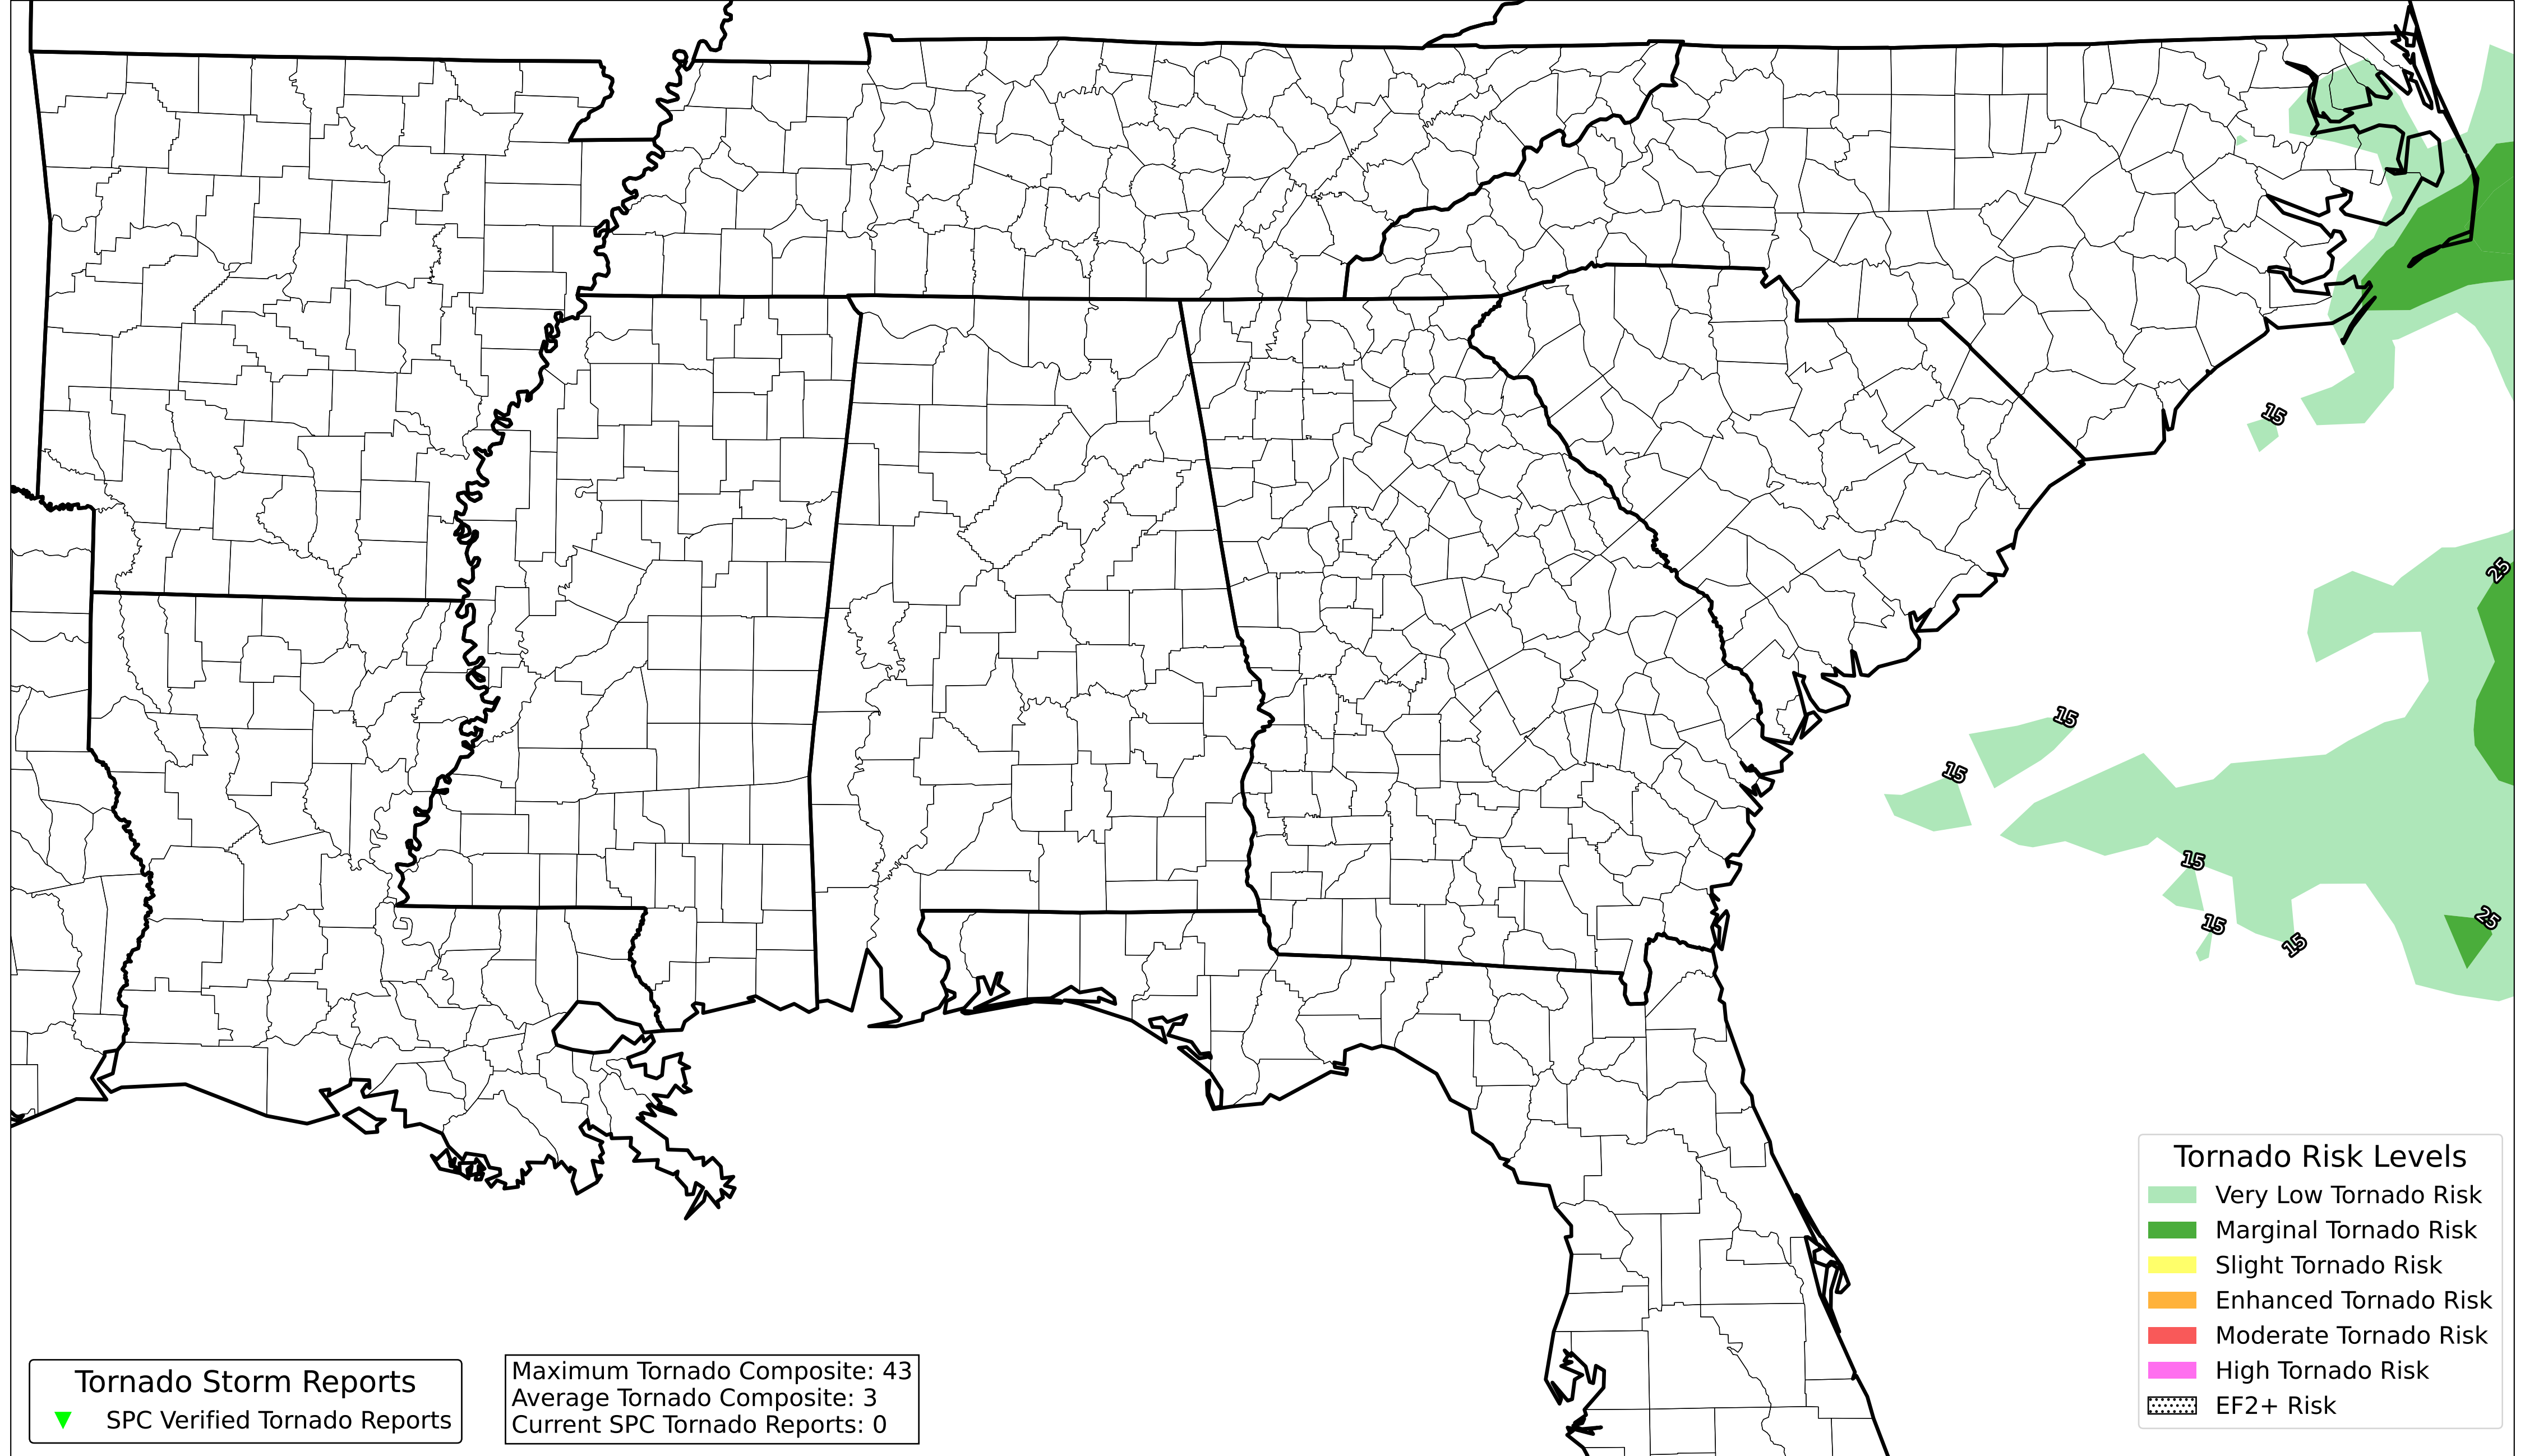 15
25
15
15
15
25
15
15
Tornado Risk Levels
Very Low Tornado Risk
Marginal Tornado Risk
Slight Tornado Risk
Enhanced Tornado Risk
Moderate Tornado Risk
High Tornado Risk
EF2+ Risk
Tornado Storm Reports
SPC Verified Tornado Reports
Maximum Tornado Composite: 43
Average Tornado Composite: 3
Current SPC Tornado Reports: 0